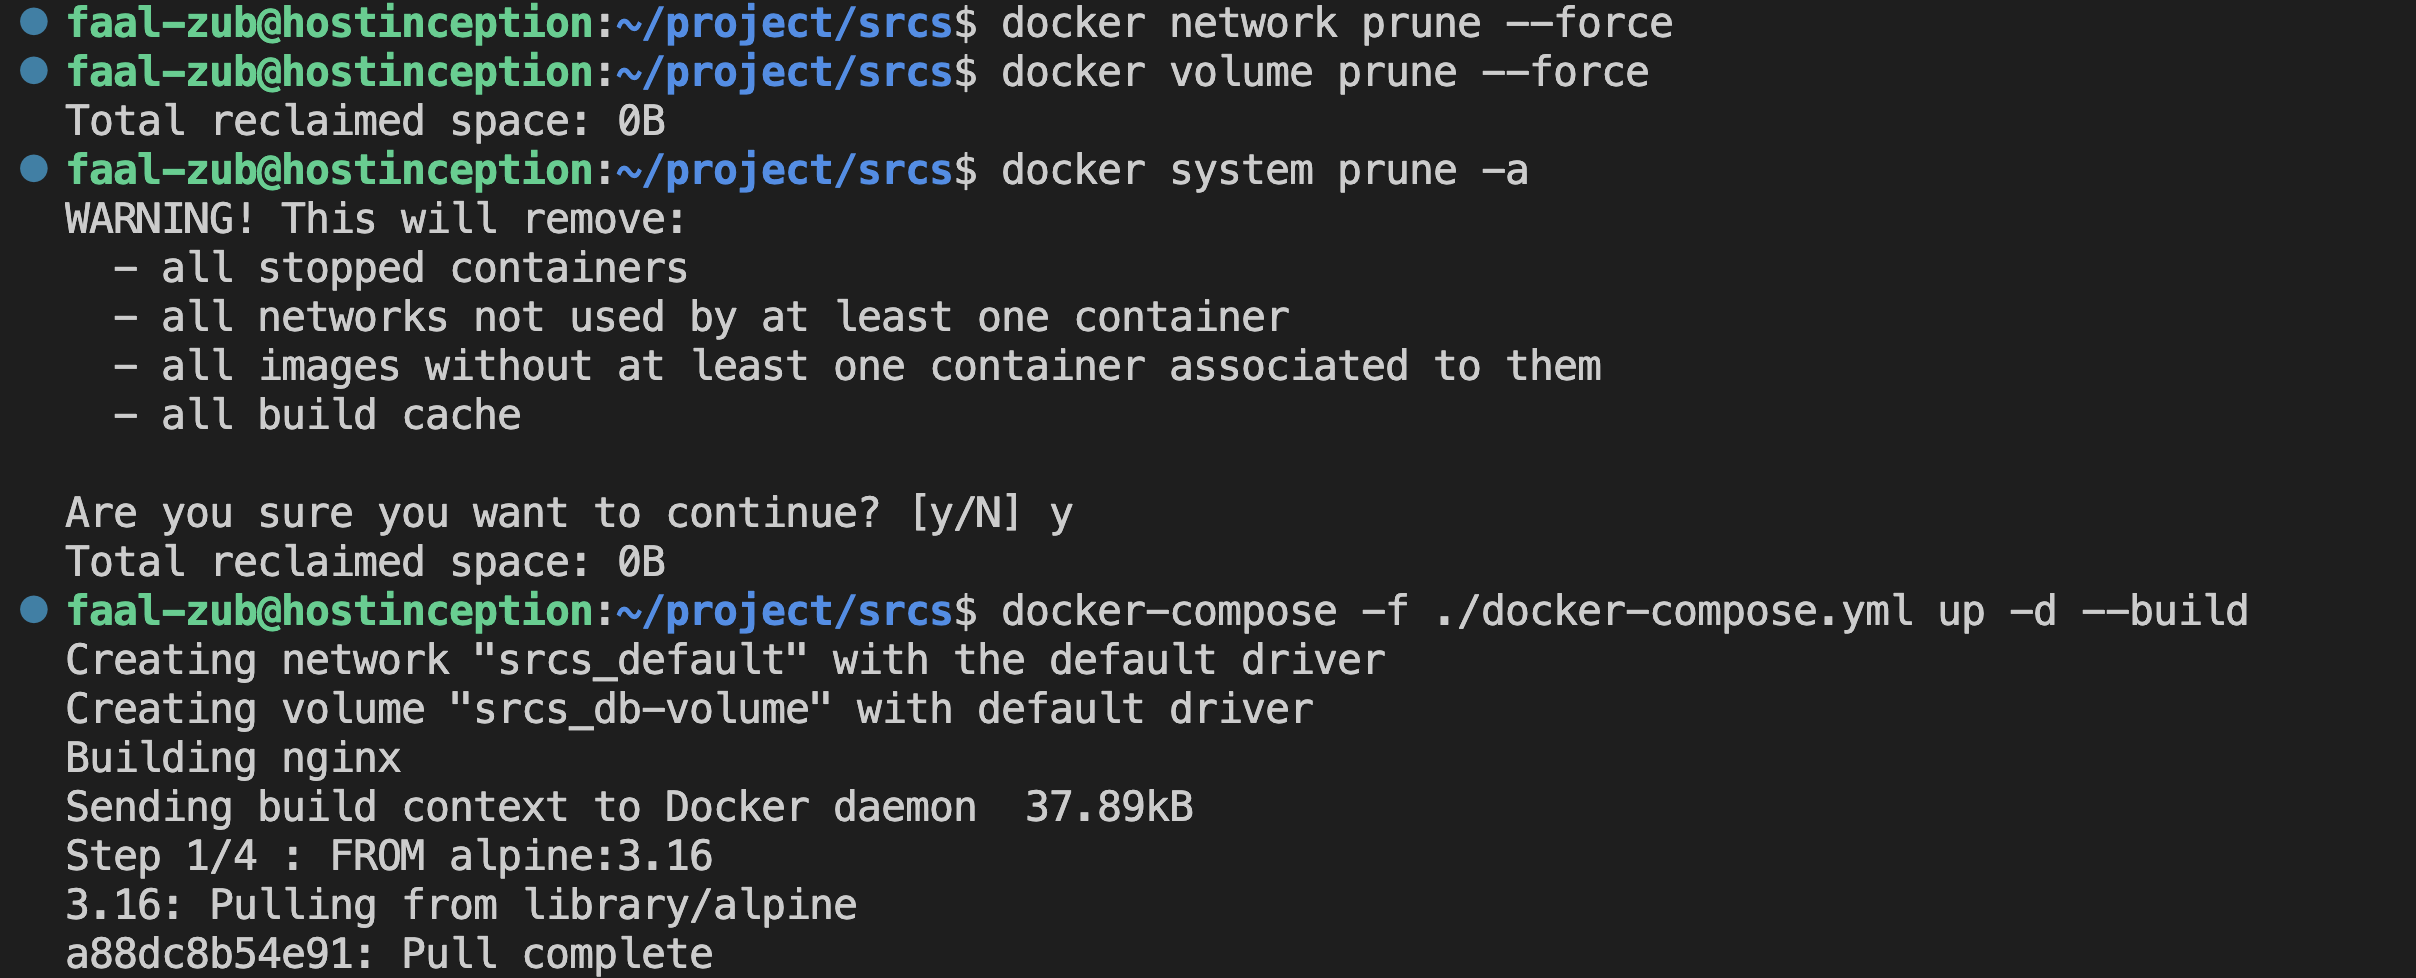 faal-zub@hostinception:~/project/srcs$ docker network prune --force
faal-zub@hostinception:~/project/srcs$ docker volume prune --force
Total reclaimed space: 0B
faal-zub@hostinception:~/project/srcs$ docker system prune -a
WARNING! This will remove:
  - all stopped containers
  - all networks not used by at least one container
  - all images without at least one container associated to them
  - all build cache

Are you sure you want to continue? [y/N] y
Total reclaimed space: 0B
faal-zub@hostinception:~/project/srcs$ docker-compose -f ./docker-compose.yml up -d --build
Creating network "srcs_default" with the default driver
Creating volume "srcs_db-volume" with default driver
Building nginx
Sending build context to Docker daemon  37.89kB
Step 1/4 : FROM alpine:3.16
3.16: Pulling from library/alpine
a88dc8b54e91: Pull complete